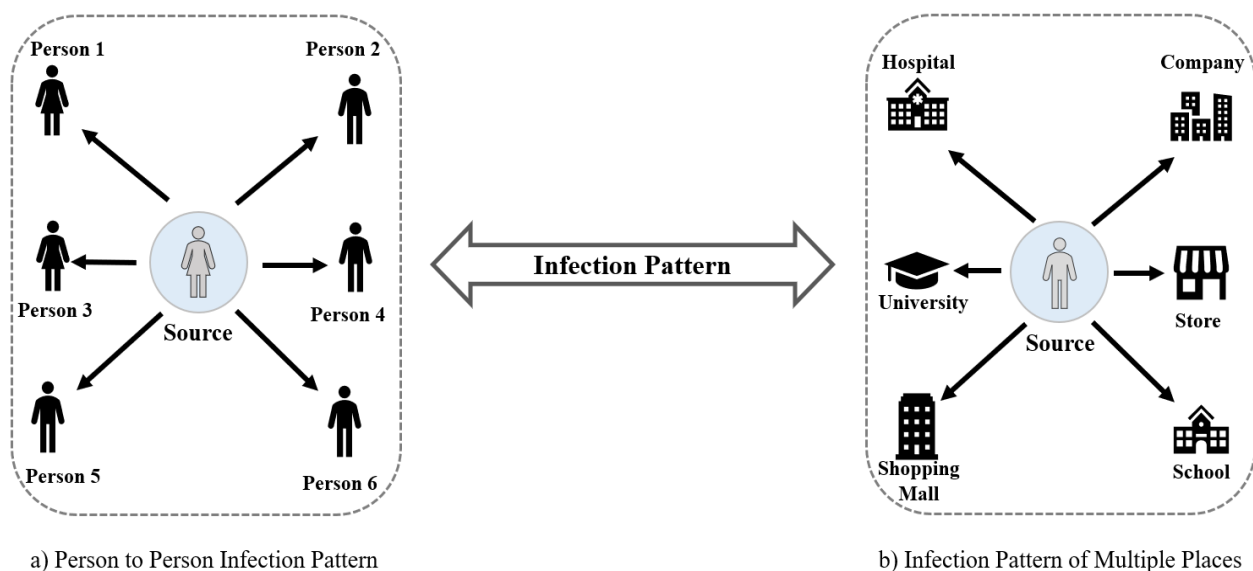 Person 1
Person 2
Person 3
Source
Person 4
Person 5
Person 6
a) Person to Person Infection Pattern
Infection Pattern
Hospital
Company
University
Source
Store
Shopping
Mall
School
b) Infection Pattern of Multiple Places